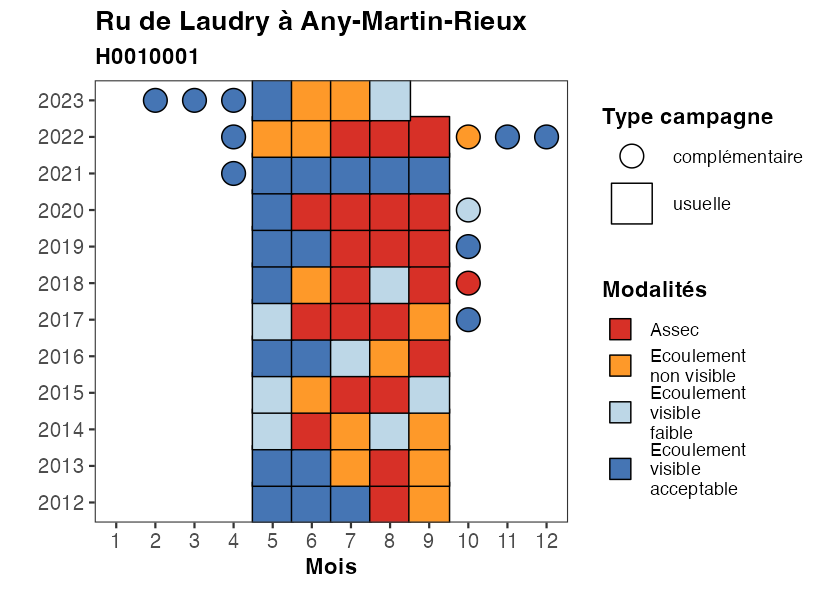 Ru de Laudry à Any-Martin-Rieux
H0010001
2023
2022
2021
2020
2019
2018
2017
2016
2015
2014
2013
2012
1 2 3 4 5 6 7 8 9 10 11 12
Mois
Type campagne
complémentaire
usuelle
Modalités
Assec
Ecoulement
non visible
Ecoulement
visible
faible
Ecoulement
visible
acceptable